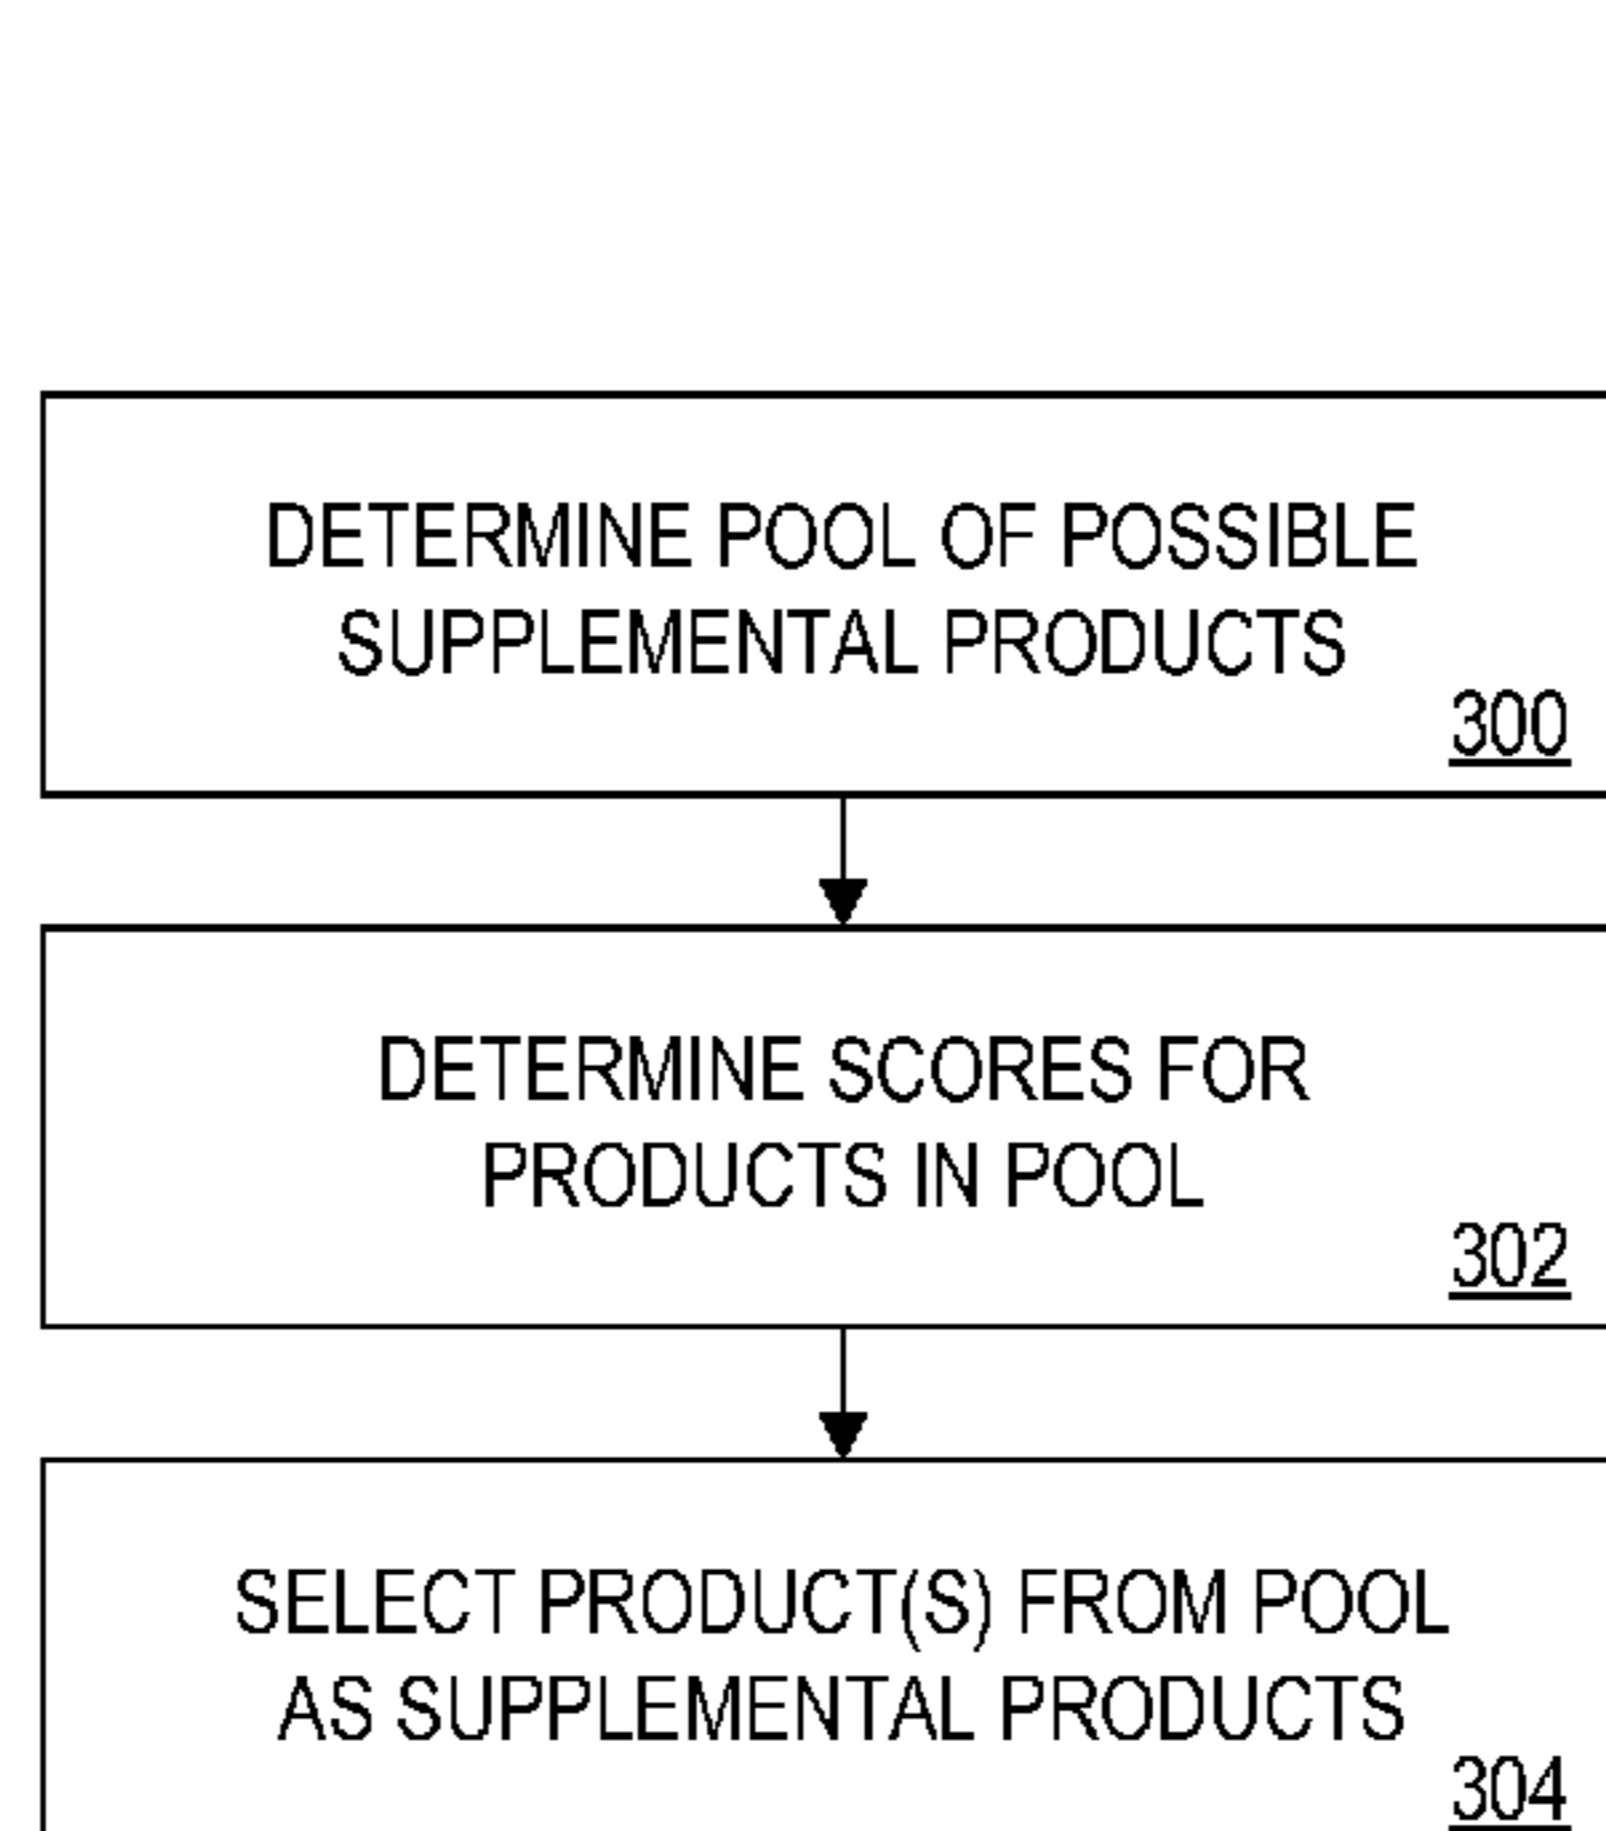 DETERMINE POOL OF POSSIBLE
SUPPLEMENTAL PRODUCTS
300
DETERMINE SCORES FOR
PRODUCTS IN POOL
302
SELECT PRODUCT(S) FROM POOL
AS SUPPLEMENTAL PRODUCTS
304